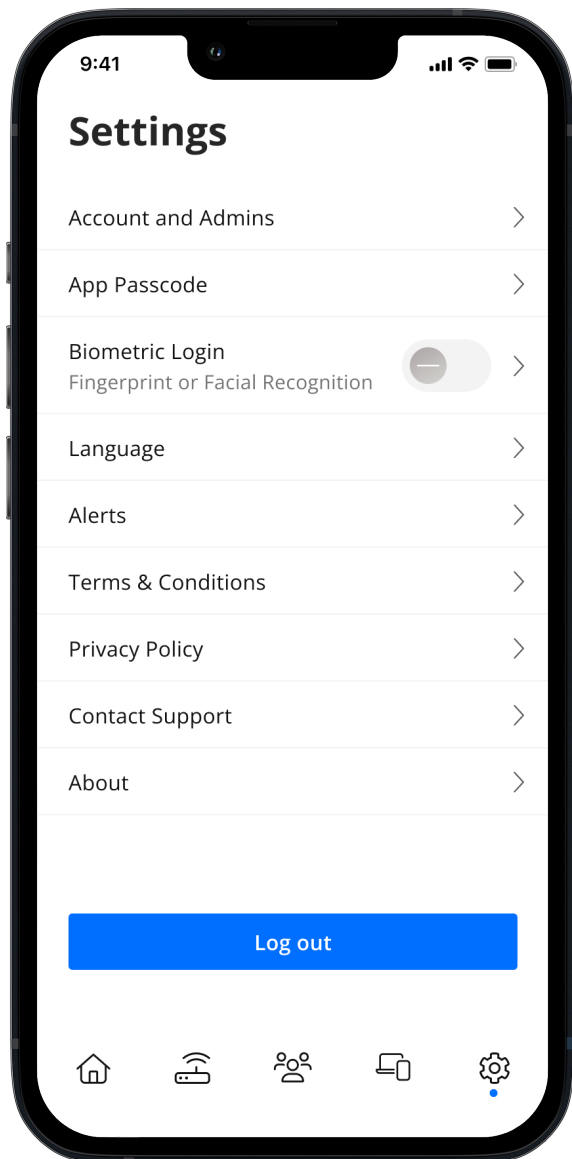 9:41
Settings
Account and Admins
App Passcode
Biometric Login
Fingerprint or Facial Recognition
Language
Alerts
Terms & Conditions
Privacy Policy
Contact Support
About
Log out